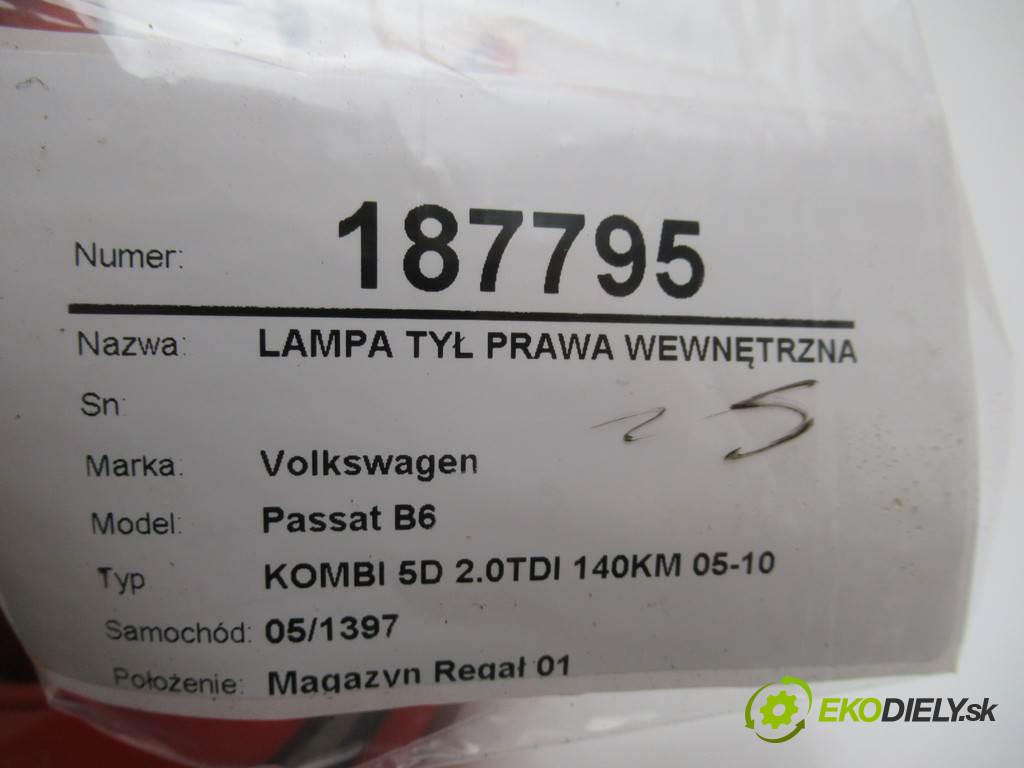 Numer: 187795
Nazwa: LAMPA TYŁ PRAWA WEWNĘTRZNA
Sn:
Marka: Volkswagen
Model: Passat B6
Typ KOMBI 5D 2.0TDI 140KM 05-10
Samochód: 05/1397
Położenie: Magazyn Regał 01
EKODIELY.sk